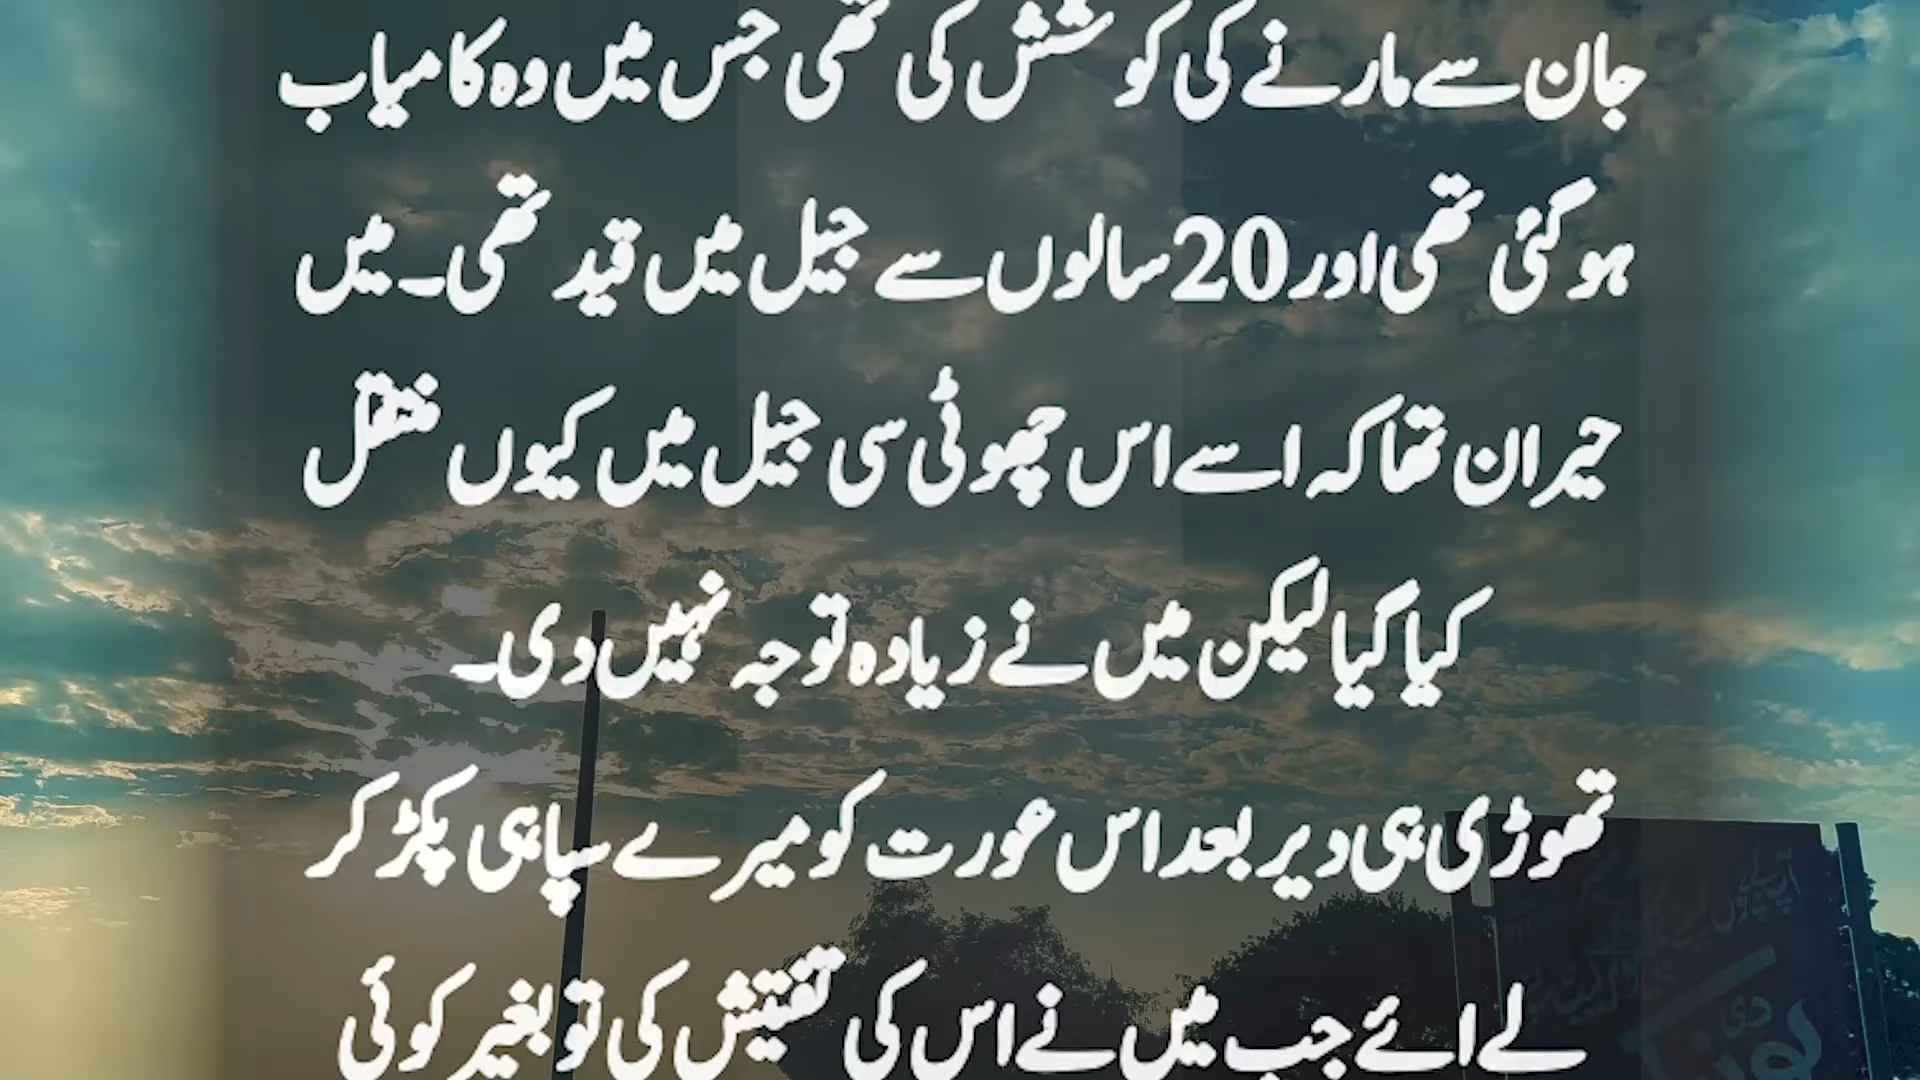 جان سے مارنے کی کوشش کی تھی جس میں وہ کامیاب
ہو گئی تھی اور 20 سالوں سے جیل میں قید تھی۔ میں
حیران تھا کہ اسے اس چھوٹی سی جیل میں کیوں منتقل
کیا گیا لیکن میں نے زیادہ توجہ نہیں دی۔
تھوڑی ہی دیر بعد اس عورت کو میرے سپاہی پکڑ کر
لے ائے جب میں نے اس کی تفتیش کی تو بغیر کوئی
دی